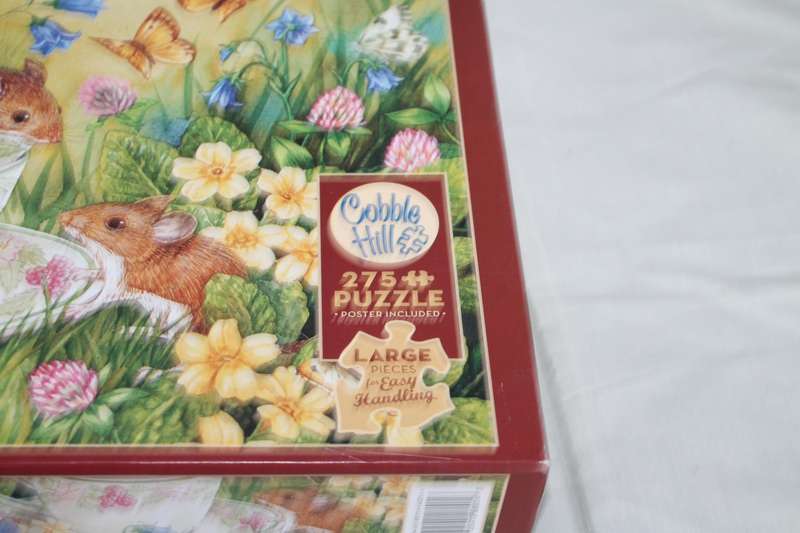 Cobble
Hill
275
PUZZLE
• POSTER INCLUDED •
LARGE
PIECES
for Easy
Handling